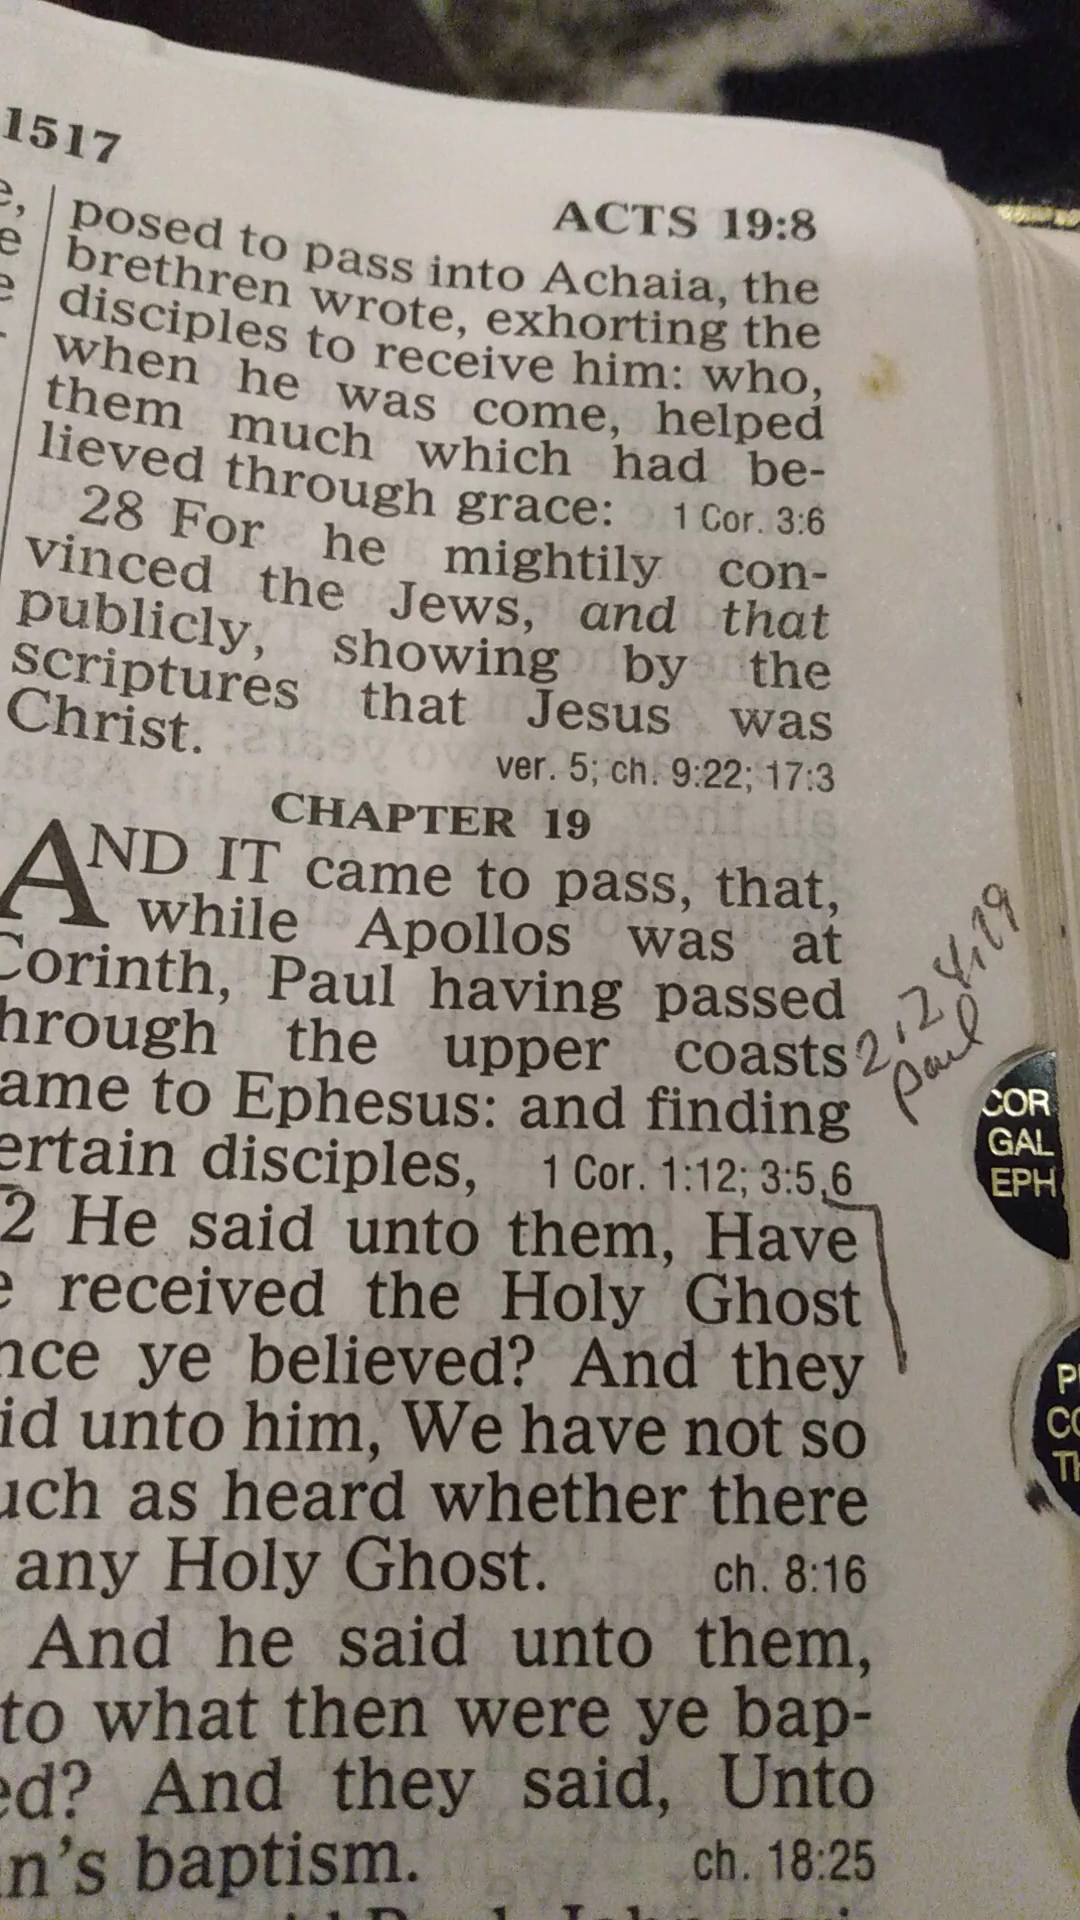 1517
ACTS 19:8
posed to pass into Achaia, the
brethren wrote, exhorting the
disciples to receive him: who,
when he was come, helped
them much which had be-
lieved through grace: 1 Cor. 3:6
28 For he mightily con-
vinced the Jews, and that
publicly, showing by the
scriptures that Jesus was
Christ.
ver. 5; ch. 9:22; 17:3
CHAPTER 19
AND IT came to pass, that,
while Apollos was at
Corinth, Paul having passed
hrough the upper coasts
ame to Ephesus: and finding
ertain disciples, 1 Cor. 1:12; 3:5,6
2 He said unto them, Have
e received the Holy Ghost
nce ye believed? And they
id unto him, We have not so
uch as heard whether there
any Holy Ghost. ch. 8:16
And he said unto them,
to what then were ye bap-
ed? And they said, Unto
n's baptism. ch. 18:25
Paul
COR
GAL
EPH